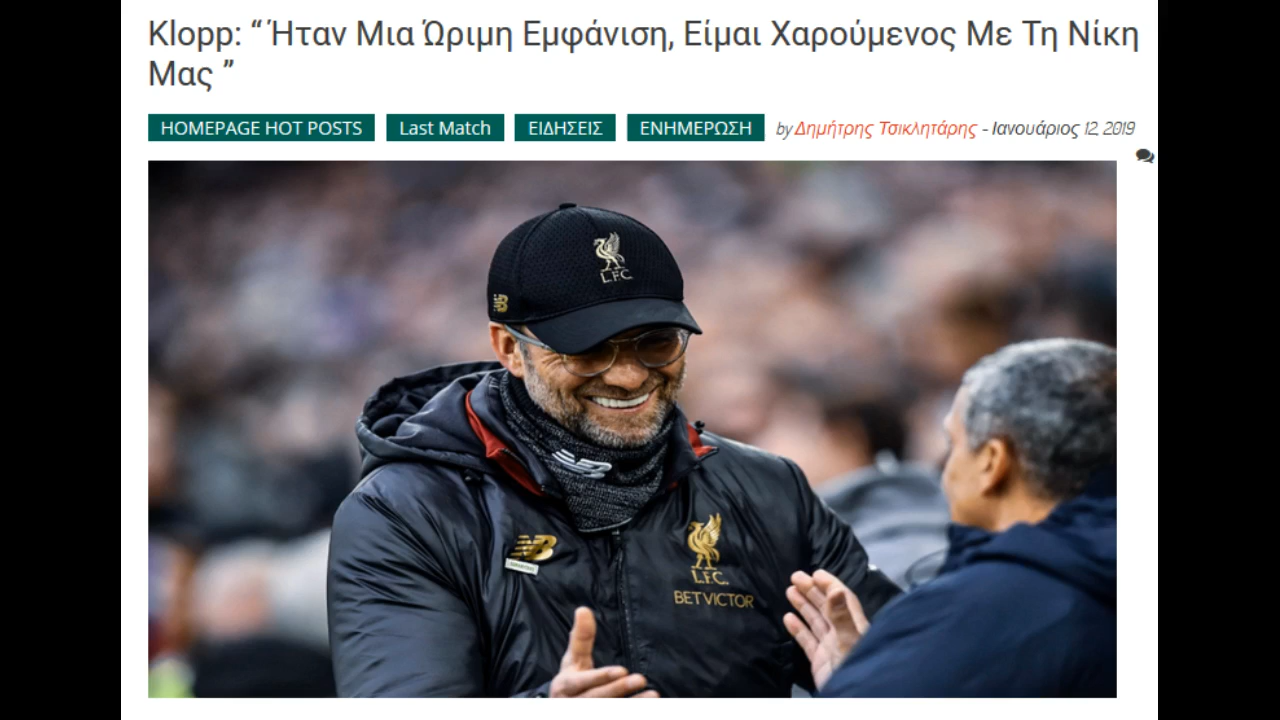 Klopp: “ Ήταν Μια Ώριμη Εμφάνιση, Είμαι Χαρούμενος Με Τη Νίκη
Μας ”
HOMEPAGE HOT POSTS Last Match ΕΙΔΗΣΕΙΣ ΕΝΗΜΕΡΩΣΗ by Δημήτρης Τσικλητάρης - Ιανουάριος 12, 2019
L.F.C.
L.F.C.
BETVICTOR